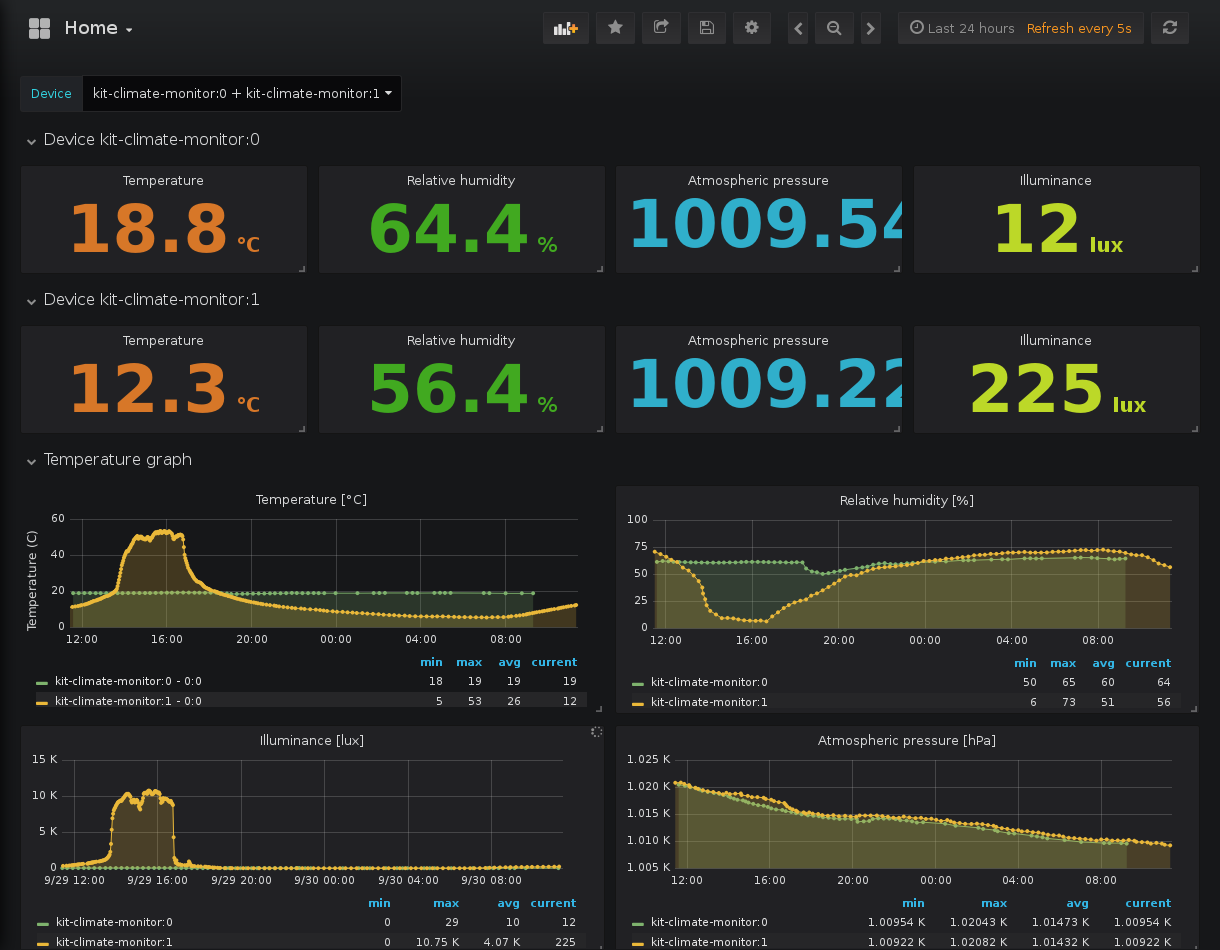 Home
Last 24 hours Refresh every 5s
Device kit-climate-monitor:0 + kit-climate-monitor:1
Device kit-climate-monitor:0
Temperature Relative humidity Atmospheric pressure Illuminance
18.8 °C 64.4 % 1009.54 12 lux
Device kit-climate-monitor:1
Temperature Relative humidity Atmospheric pressure Illuminance
12.3 °C 56.4 % 1009.22 225 lux
Temperature graph
Temperature [°C]
Temperature (C)
60
40
20
0
12:00 16:00 20:00 00:00 04:00 08:00
min max avg current
kit-climate-monitor:0 - 0:0 18 19 19 19
kit-climate-monitor:1 - 0:0 5 53 26 12
Relative humidity [%]
100
75
50
25
0
12:00 16:00 20:00 00:00 04:00 08:00
min max avg current
kit-climate-monitor:0 50 65 60 64
kit-climate-monitor:1 6 73 51 56
Illuminance [lux]
15 K
10 K
5 K
0
9/29 12:00 9/29 16:00 9/29 20:00 9/30 00:00 9/30 04:00 9/30 08:00
min max avg current
kit-climate-monitor:0 0 29 10 12
kit-climate-monitor:1 0 10.75 K 4.07 K 225
Atmospheric pressure [hPa]
1.025 K
1.020 K
1.015 K
1.010 K
1.005 K
12:00 16:00 20:00 00:00 04:00 08:00
min max avg current
kit-climate-monitor:0 1.00954 K 1.02043 K 1.01473 K 1.00954 K
kit-climate-monitor:1 1.00922 K 1.02082 K 1.01432 K 1.00922 K